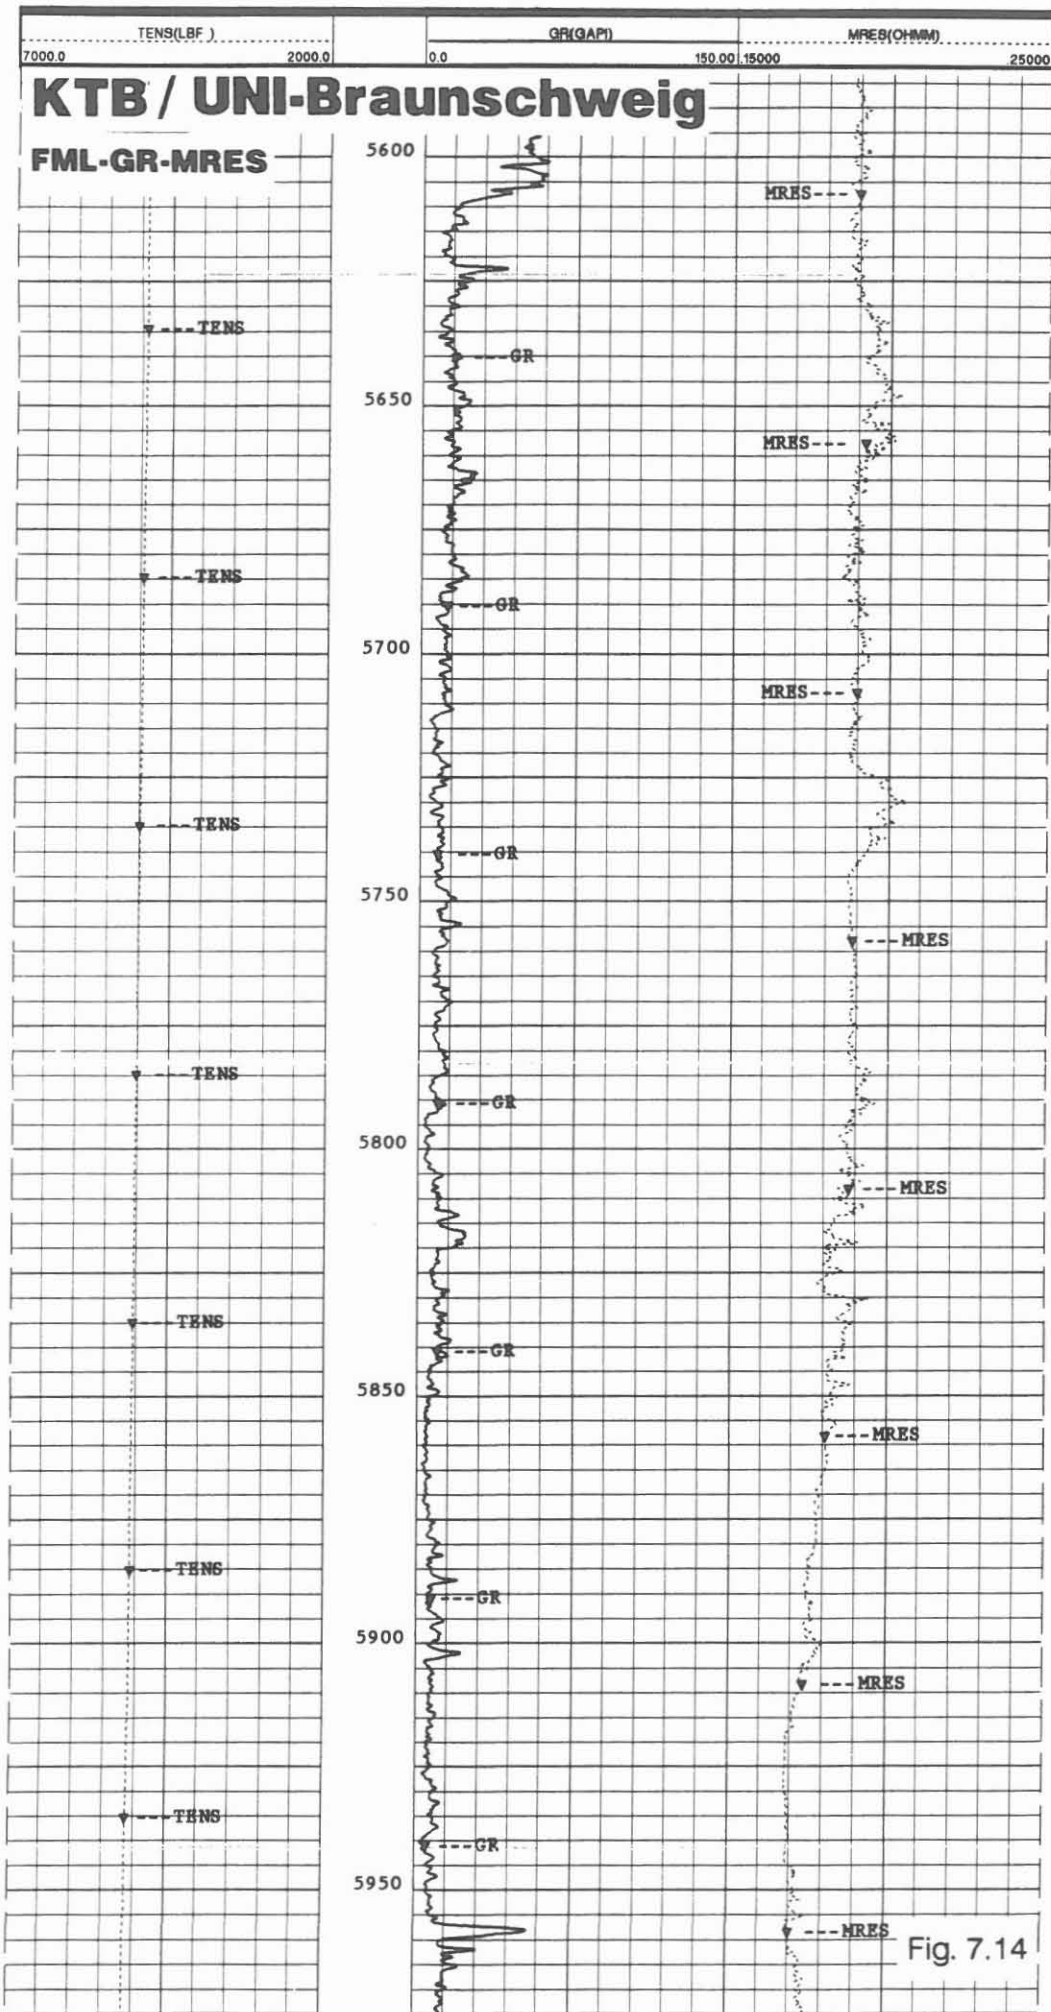 TENS(LBF ) GR(GAPI) MRES(OHMM)
7000.0 2000.0 0.0 150.00 .15000 .25000
KTB / UNI-Braunschweig
FML-GR-MRES
5600
MRES
TENS
GR
5650
MRES
TENS
GR
5700
MRES
TENS
GR
5750
MRES
TENS
GR
5800
MRES
TENS
GR
5850
MRES
TENS
GR
5900
MRES
TENS
GR
5950
MRES
Fig. 7.14